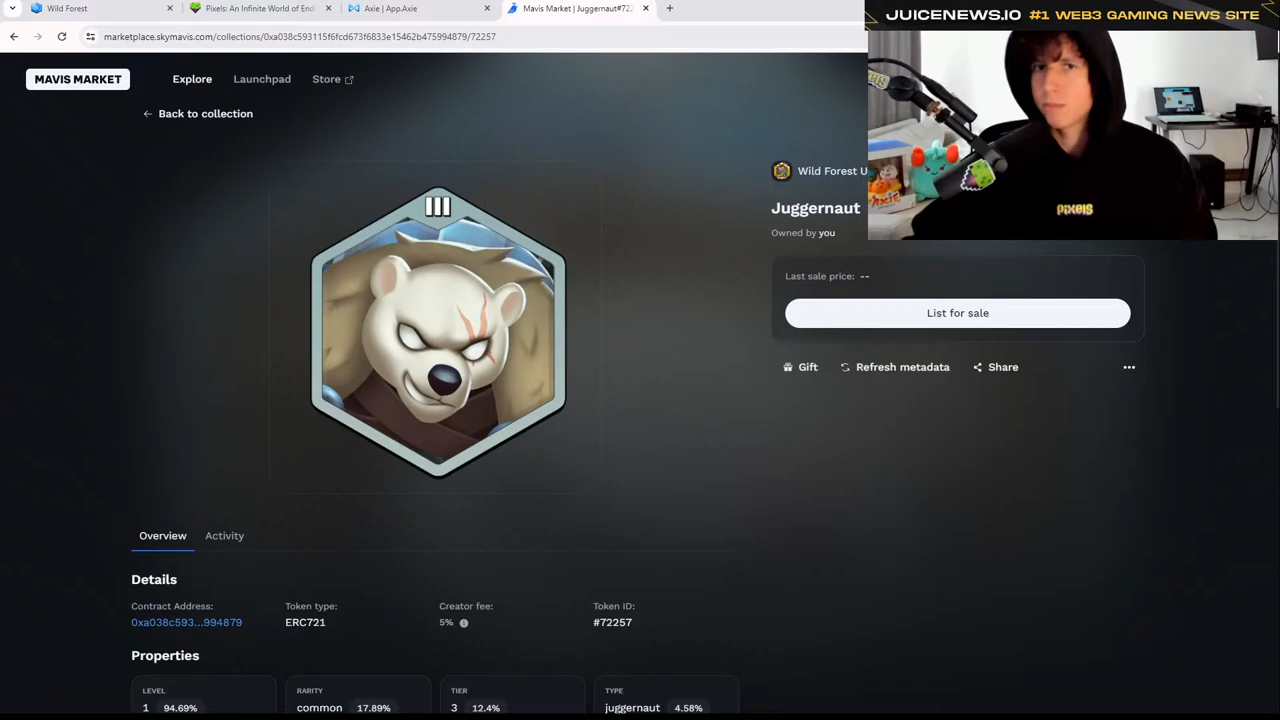 Wild Forest
Pixels: An Infinite World of End
Axie | App.Axie
Mavis Market | Juggernaut#722
JUICENEWS.IO #1 WEB3 GAMING NEWS SITE
marketplace.skymavis.com/collections/0xa038c593115f6fcd673f6833e15462b475994879/72257
MAVIS MARKET
Explore
Launchpad
Store
Back to collection
Wild Forest U
Juggernaut
Owned by you
pixels
III
Last sale price: --
List for sale
Gift
Refresh metadata
Share
Overview
Activity
Details
Contract Address:
Token type:
Creator fee:
Token ID:
0xa038c593...994879
ERC721
5%
#72257
Properties
LEVEL
RARITY
TIER
TYPE
1 94.69%
common 17.89%
3 12.4%
juggernaut 4.58%